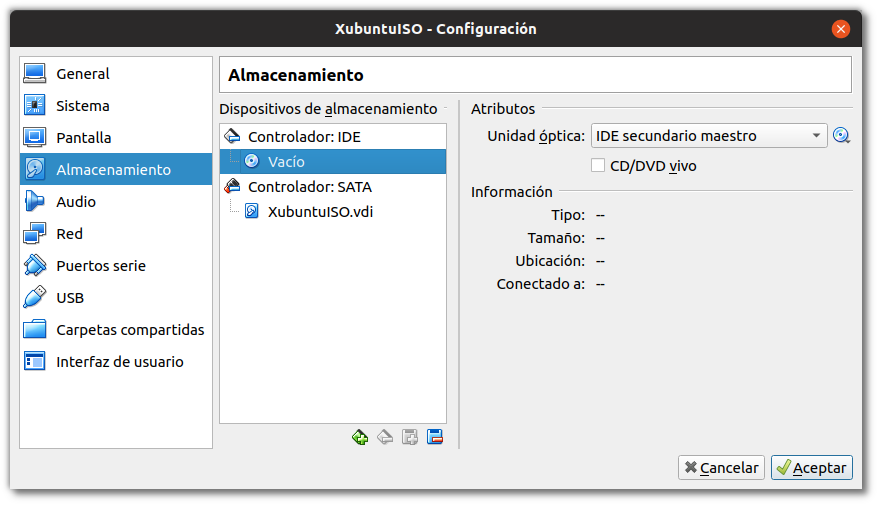 XubuntuISO - Configuración
General
Sistema
Pantalla
Almacenamiento
Audio
Red
Puertos serie
USB
Carpetas compartidas
Interfaz de usuario
Almacenamiento
Dispositivos de almacenamiento
Controlador: IDE
Vacío
Controlador: SATA
XubuntuISO.vdi
Atributos
Unidad óptica: IDE secundario maestro
CD/DVD vivo
Información
Tipo: --
Tamaño: --
Ubicación: --
Conectado a: --
Cancelar Aceptar